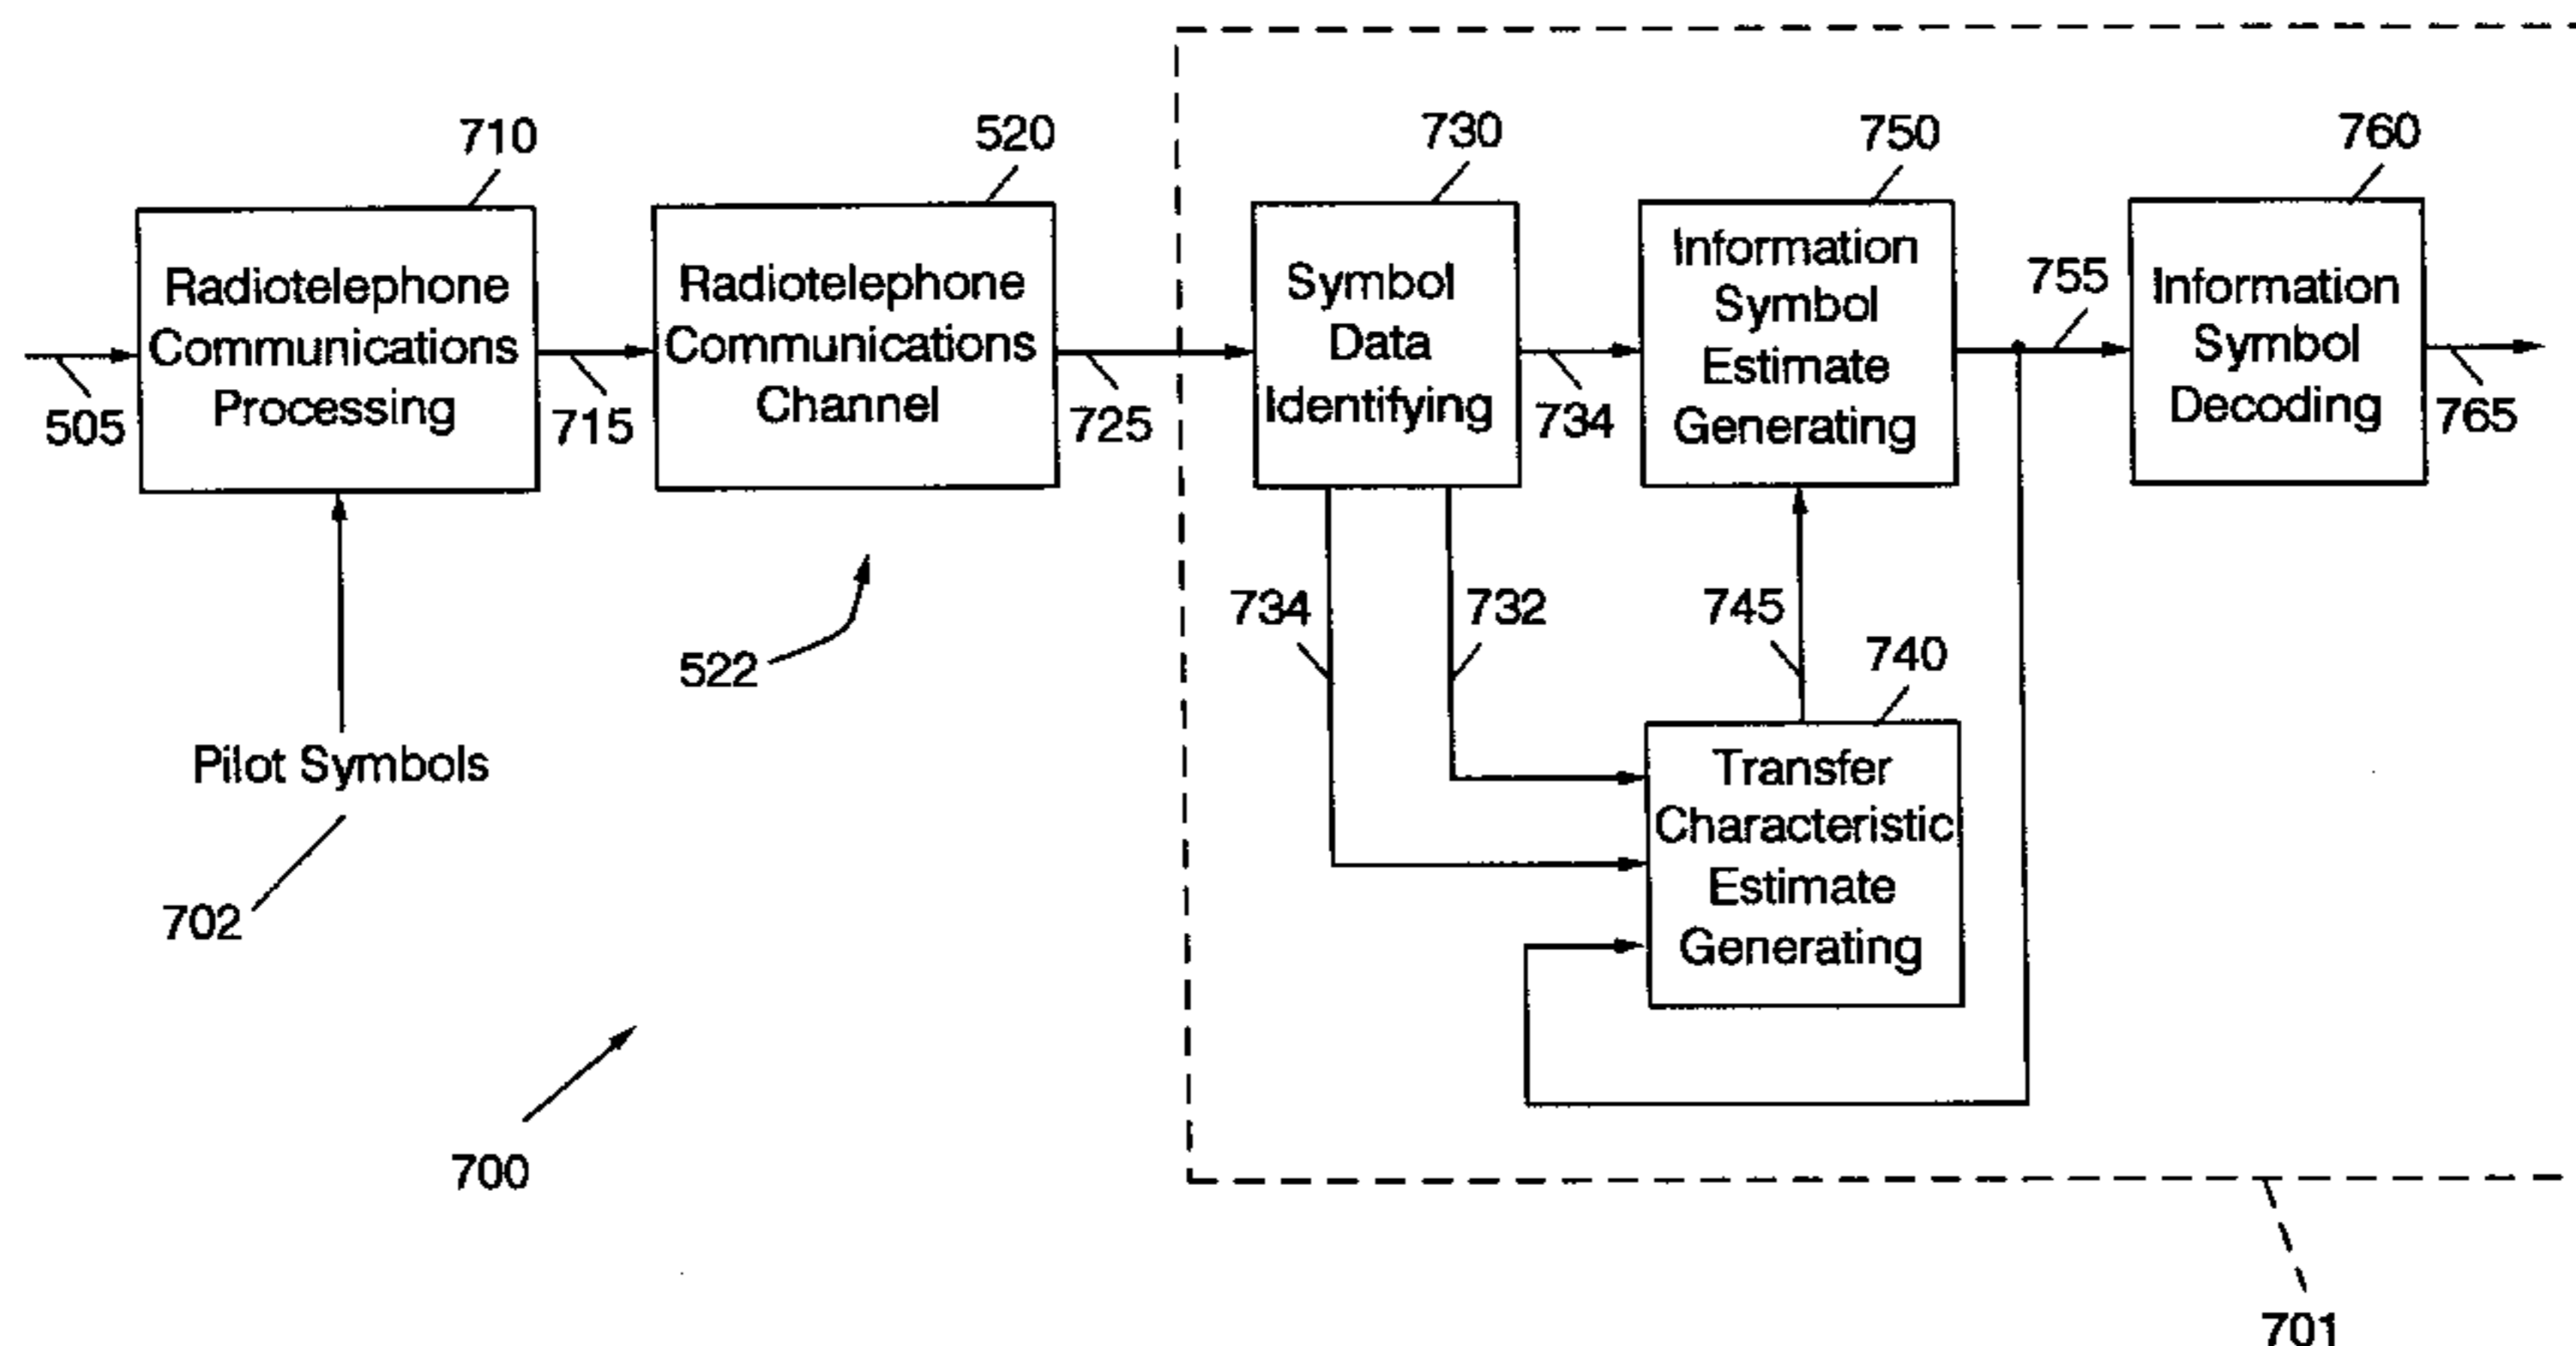 710
520
730
750
760
Radiotelephone
Communications
Processing
Radiotelephone
Communications
Channel
Symbol
Data
Identifying
Information
Symbol
Estimate
Generating
Information
Symbol
Decoding
505
715
725
734
755
765
734
732
745
740
522
Pilot Symbols
702
Transfer
Characteristic
Estimate
Generating
700
701